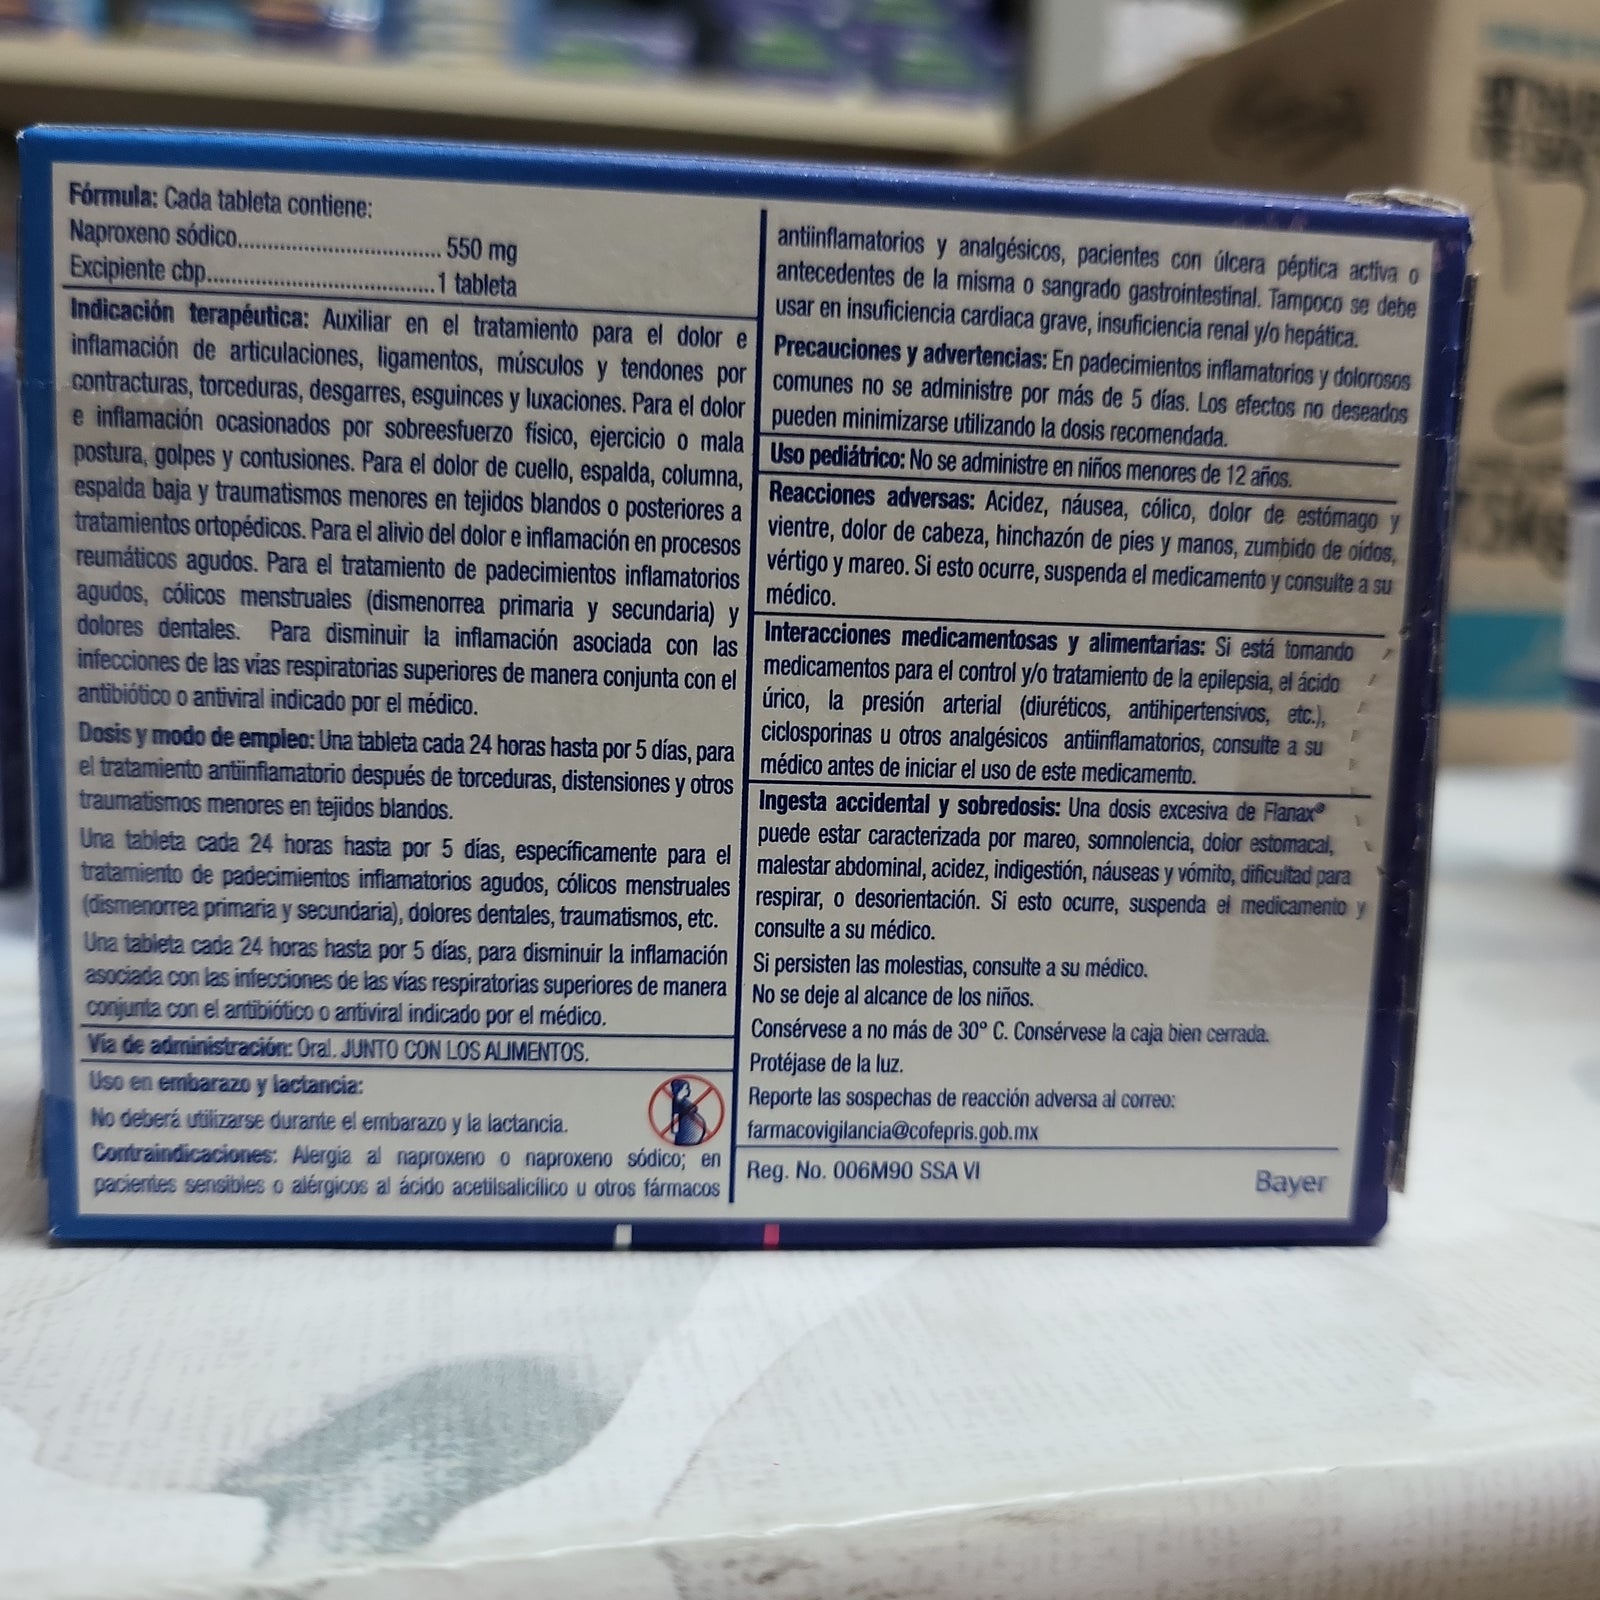 Fórmula: Cada tableta contiene:
Naproxeno sódico.................................. 550 mg
Excipiente cbp......................................1 tableta
Indicación terapéutica: Auxiliar en el tratamiento para el dolor e
inflamación de articulaciones, ligamentos, músculos y tendones por
contracturas, torceduras, desgarres, esguinces y luxaciones. Para el dolor
e inflamación ocasionados por sobreesfuerzo físico, ejercicio o mala
postura, golpes y contusiones. Para el dolor de cuello, espalda, columna,
espalda baja y traumatismos menores en tejidos blandos o posteriores a
tratamientos ortopédicos. Para el alivio del dolor e inflamación en procesos
reumáticos agudos. Para el tratamiento de padecimientos inflamatorios
agudos, cólicos menstruales (dismenorrea primaria y secundaria) y
dolores dentales. Para disminuir la inflamación asociada con las
infecciones de las vías respiratorias superiores de manera conjunta con el
antibiótico o antiviral indicado por el médico.
Dosis y modo de empleo: Una tableta cada 24 horas hasta por 5 días, para
el tratamiento antiinflamatorio después de torceduras, distensiones y otros
traumatismos menores en tejidos blandos.
Una tableta cada 24 horas hasta por 5 días, específicamente para el
tratamiento de padecimientos inflamatorios agudos, cólicos menstruales
(dismenorrea primaria y secundaria), dolores dentales, traumatismos, etc.
Una tableta cada 24 horas hasta por 5 días, para disminuir la inflamación
asociada con las infecciones de las vías respiratorias superiores de manera
conjunta con el antibiótico o antiviral indicado por el médico.
Vía de administración: Oral. JUNTO CON LOS ALIMENTOS.
Uso en embarazo y lactancia:
No deberá utilizarse durante el embarazo y la lactancia.
Contraindicaciones: Alergia al naproxeno o naproxeno sódico; en
pacientes sensibles o alérgicos al ácido acetilsalicílico u otros fármacos
antiinflamatorios y analgésicos, pacientes con úlcera péptica activa o
antecedentes de la misma o sangrado gastrointestinal. Tampoco se debe
usar en insuficiencia cardiaca grave, insuficiencia renal y/o hepática.
Precauciones y advertencias: En padecimientos inflamatorios y dolorosos
comunes no se administre por más de 5 días. Los efectos no deseados
pueden minimizarse utilizando la dosis recomendada.
Uso pediátrico: No se administre en niños menores de 12 años.
Reacciones adversas: Acidez, náusea, cólico, dolor de estómago y
vientre, dolor de cabeza, hinchazón de pies y manos, zumbido de oídos,
vértigo y mareo. Si esto ocurre, suspenda el medicamento y consulte a su
médico.
Interacciones medicamentosas y alimentarias: Si está tomando
medicamentos para el control y/o tratamiento de la epilepsia, el ácido
úrico, la presión arterial (diuréticos, antihipertensivos, etc.),
ciclosporinas u otros analgésicos antiinflamatorios, consulte a su
médico antes de iniciar el uso de este medicamento.
Ingesta accidental y sobredosis: Una dosis excesiva de Flanax®
puede estar caracterizada por mareo, somnolencia, dolor estomacal,
malestar abdominal, acidez, indigestión, náuseas y vómito, dificultad para
respirar, o desorientación. Si esto ocurre, suspenda el medicamento y
consulte a su médico.
Si persisten las molestias, consulte a su médico.
No se deje al alcance de los niños.
Consérvese a no más de 30° C. Consérvese la caja bien cerrada.
Protéjase de la luz.
Reporte las sospechas de reacción adversa al correo:
farmacovigilancia@cofepris.gob.mx
Reg. No. 006M90 SSA VI
Bayer